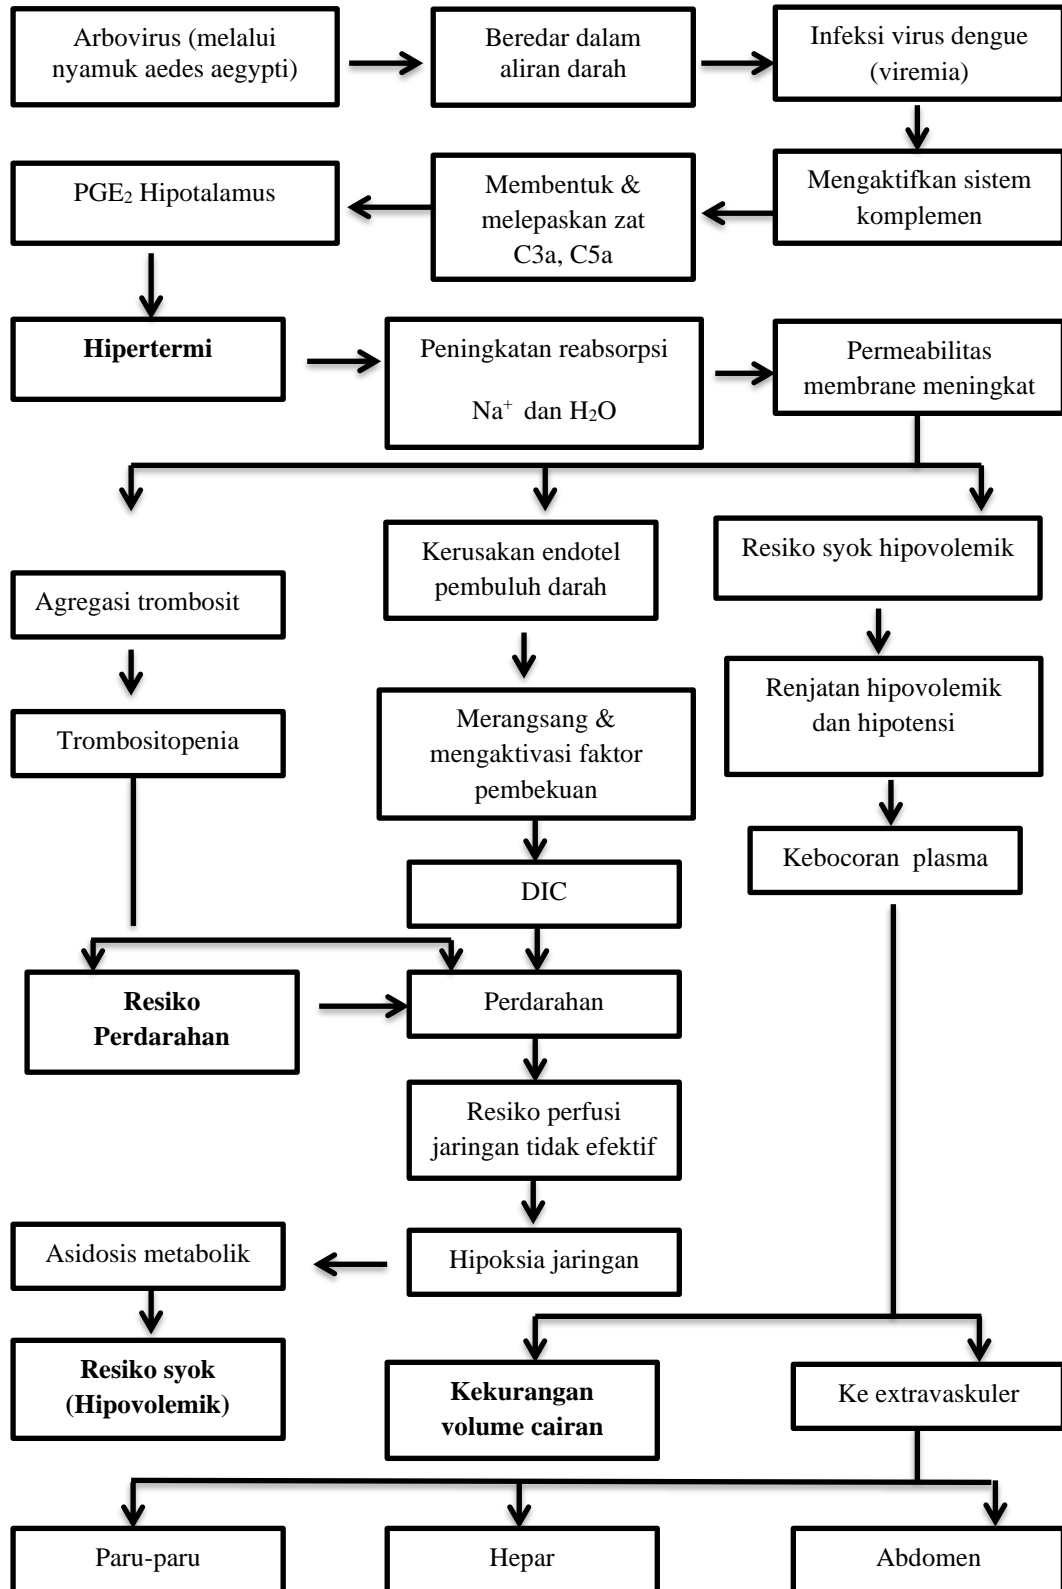 Arbovirus (melalui
nyamuk aedes aegypti)
Beredar dalam
aliran darah
Infeksi virus dengue
(viremia)
PGE₂ Hipotalamus
Membentuk &
melepaskan zat
C3a, C5a
Mengaktifkan sistem
komplemen
Hipertermi
Peningkatan reabsorpsi
Na⁺ dan H₂O
Permeabilitas
membrane meningkat
Agregasi trombosit
Kerusakan endotel
pembuluh darah
Resiko syok hipovolemik
Trombositopenia
Merangsang &
mengaktivasi faktor
pembekuan
Renjatan hipovolemik
dan hipotensi
Kebocoran plasma
DIC
Resiko
Perdarahan
Perdarahan
Resiko perfusi
jaringan tidak efektif
Asidosis metabolik
Hipoksia jaringan
Resiko syok
(Hipovolemik)
Kekurangan
volume cairan
Ke extravaskuler
Paru-paru
Hepar
Abdomen